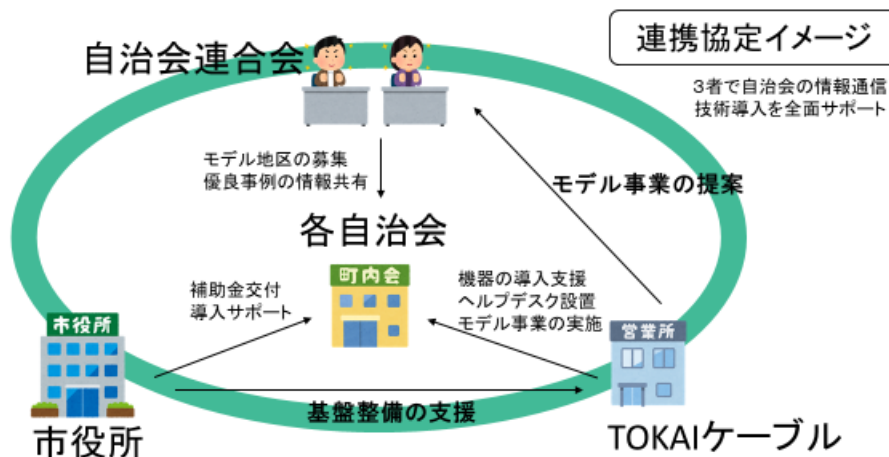 連携協定イメージ
3者で自治会の情報通信
技術導入を全面サポート
自治会連合会
モデル地区の募集
優良事例の情報共有
モデル事業の提案
各自治会
町内会
補助金交付
導入サポート
機器の導入支援
ヘルプデスク設置
モデル事業の実施
市役所
営業所
基盤整備の支援
市役所
TOKAIケーブル